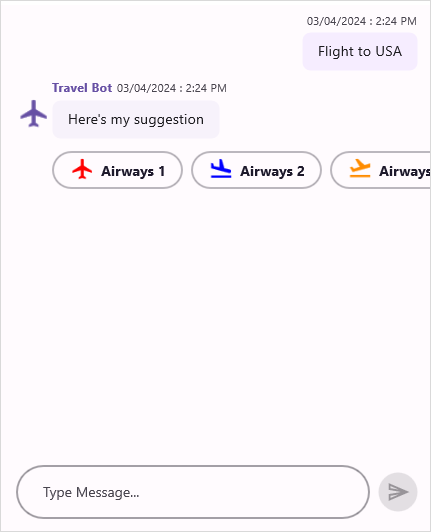 03/04/2024 : 2:24 PM
Flight to USA
Travel Bot 03/04/2024 : 2:24 PM
Here's my suggestion
Airways 1 Airways 2 Airways
Type Message...